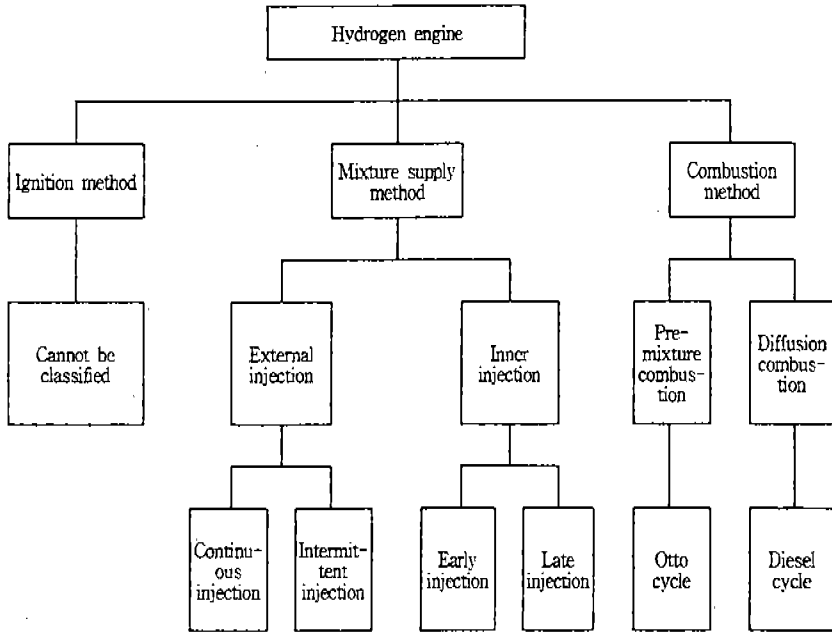 Hydrogen engine
Ignition method
Mixture supply
method
Combustion
method
Cannot be
classified
External
injection
Inner
injection
Pre-
mixture
combus-
tion
Diffusion
combus-
tion
Continu-
ous
injection
Intermit-
tent
injection
Early
injection
Late
injection
Otto
cycle
Diesel
cycle